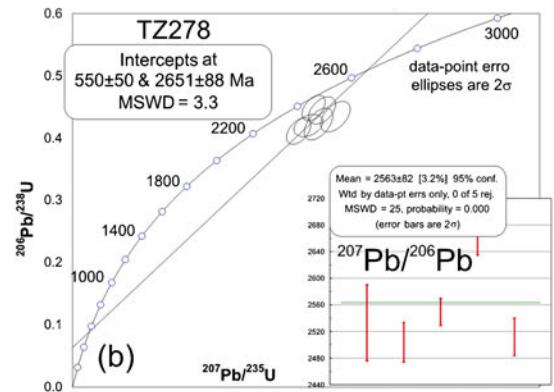 TZ278
Intercepts at
550±50 & 2651±88 Ma
MSWD = 3.3
data-point erro
ellipses are 2σ
3000
2600
2200
1800
1400
1000
0.6
0.5
0.4
0.3
0.2
0.1
0.0
206Pb/238U
(b)
207Pb/235U
Mean = 2563±82 [3.2%] 95% conf.
Wtd by data-pt errs only, 0 of 5 rej.
MSWD = 25, probability = 0.000
(error bars are 2σ)
207Pb/206Pb
2720
2680
2640
2600
2560
2520
2480
2440